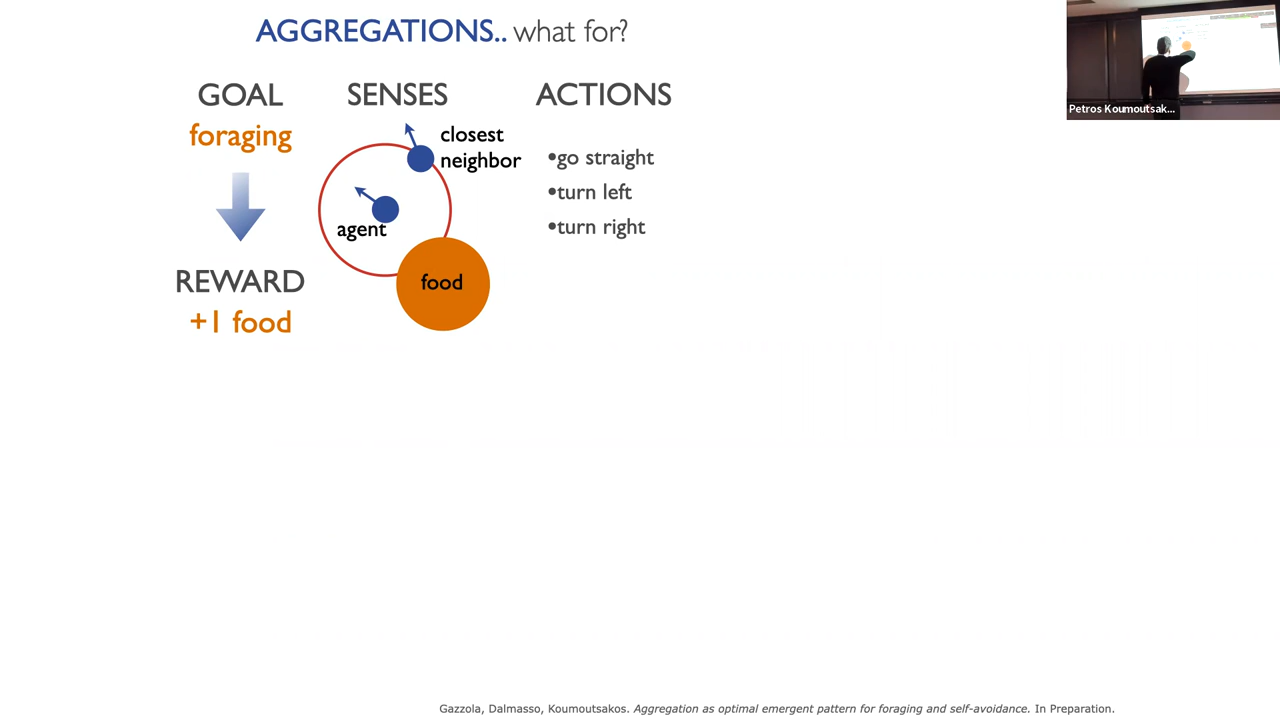 AGGREGATIONS.. what for?
GOAL
foraging
REWARD
+1 food
SENSES
closest
neighbor
agent
food
ACTIONS
•go straight
•turn left
•turn right
Petros Koumoutsak...
Gazzola, Dalmasso, Koumoutsakos. Aggregation as optimal emergent pattern for foraging and self-avoidance. In Preparation.